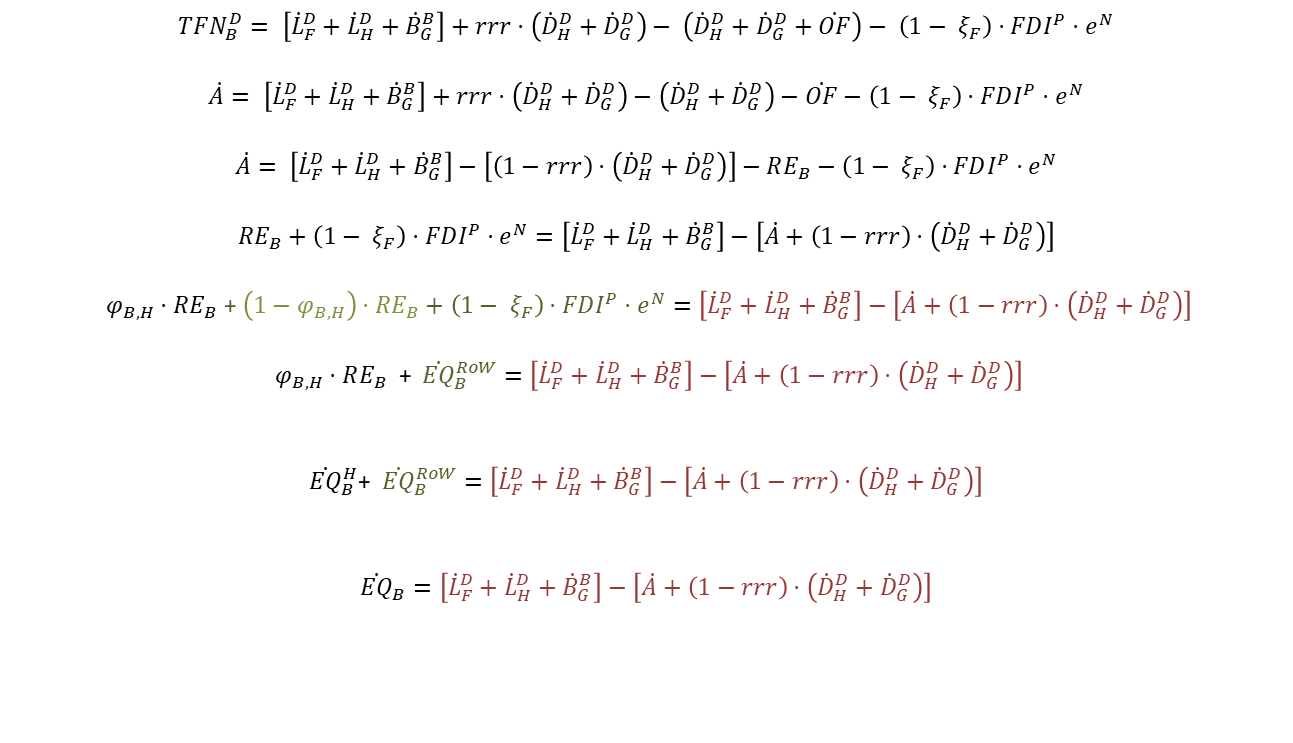 TFN_B^D = [L̇_F^D + L̇_H^D + Ḃ_G^B] + rrr · (Ḋ_H^D + Ḋ_G^D) − (Ḋ_H^D + Ḋ_G^D + OḞ) − (1 − ξ_F) · FDI^P · e^N
Ȧ = [L̇_F^D + L̇_H^D + Ḃ_G^B] + rrr · (Ḋ_H^D + Ḋ_G^D) − (Ḋ_H^D + Ḋ_G^D) − OḞ − (1 − ξ_F) · FDI^P · e^N
Ȧ = [L̇_F^D + L̇_H^D + Ḃ_G^B] − [(1 − rrr) · (Ḋ_H^D + Ḋ_G^D)] − RE_B − (1 − ξ_F) · FDI^P · e^N
RE_B + (1 − ξ_F) · FDI^P · e^N = [L̇_F^D + L̇_H^D + Ḃ_G^B] − [Ȧ + (1 − rrr) · (Ḋ_H^D + Ḋ_G^D)]
φ_{B,H} · RE_B + (1 − φ_{B,H}) · RE_B + (1 − ξ_F) · FDI^P · e^N = [L̇_F^D + L̇_H^D + Ḃ_G^B] − [Ȧ + (1 − rrr) · (Ḋ_H^D + Ḋ_G^D)]
φ_{B,H} · RE_B + EQ̇_B^{RoW} = [L̇_F^D + L̇_H^D + Ḃ_G^B] − [Ȧ + (1 − rrr) · (Ḋ_H^D + Ḋ_G^D)]
EQ̇_B^H + EQ̇_B^{RoW} = [L̇_F^D + L̇_H^D + Ḃ_G^B] − [Ȧ + (1 − rrr) · (Ḋ_H^D + Ḋ_G^D)]
EQ̇_B = [L̇_F^D + L̇_H^D + Ḃ_G^B] − [Ȧ + (1 − rrr) · (Ḋ_H^D + Ḋ_G^D)]